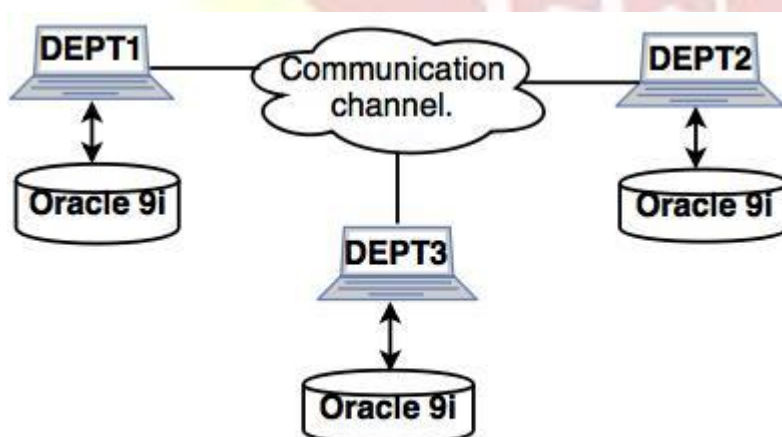 DEPT1
Communication
channel.
DEPT2
Oracle 9i
Oracle 9i
DEPT3
Oracle 9i